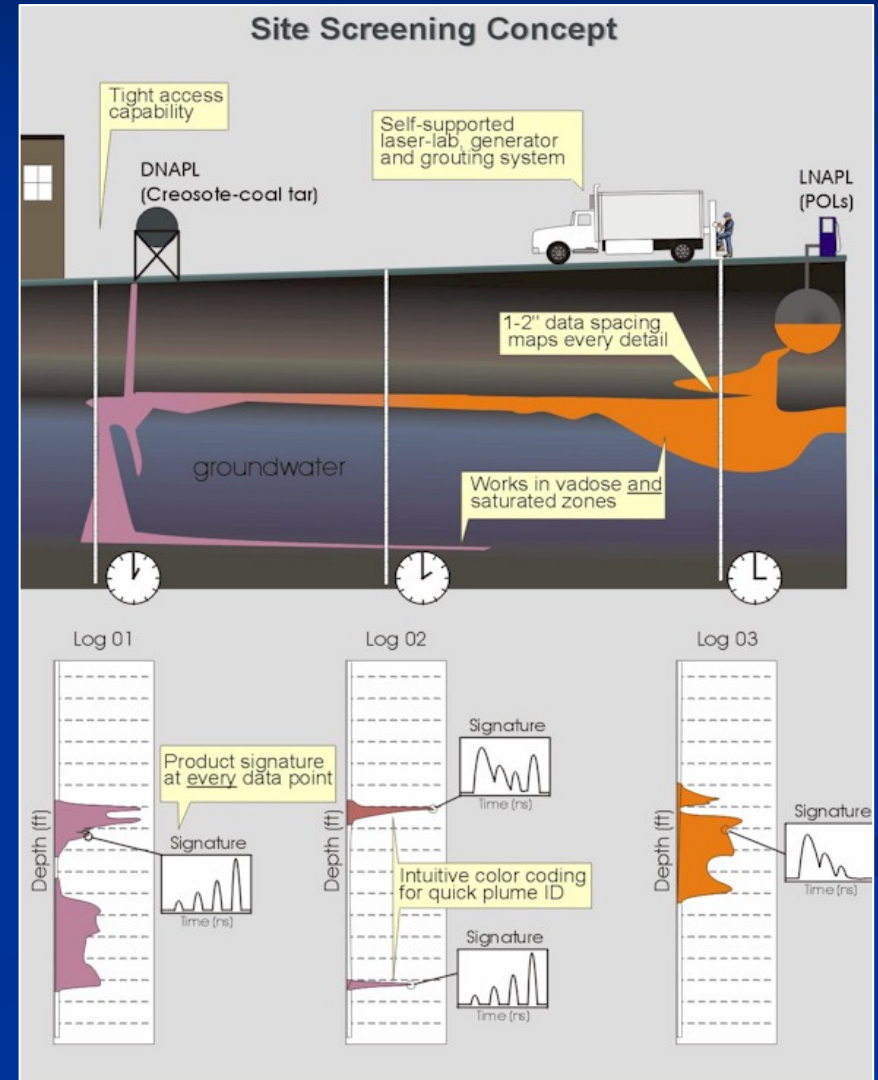 Site Screening Concept
Tight access
capability
Self-supported
laser-lab, generator
and grouting system
DNAPL
(Creosote-coal tar)
LNAPL
(POLs)
1-2" data spacing
maps every detail
groundwater
Works in vadose and
saturated zones
Log 01
Log 02
Log 03
Product signature
at every data point
Signature
Time (ns)
Depth (ft)
Signature
Time (ns)
Depth (ft)
Intuitive color coding
for quick plume ID
Signature
Time (ns)
Signature
Time (ns)
Depth (ft)